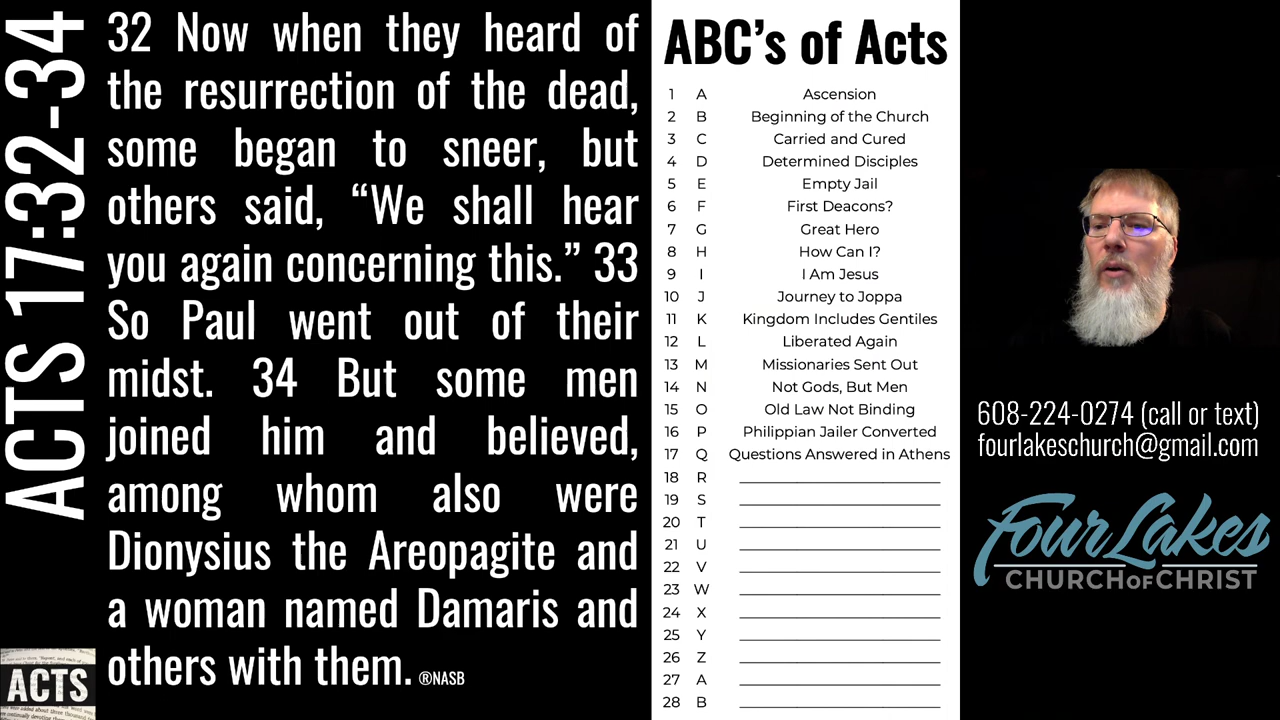 ACTS 17:32-34
32 Now when they heard of
the resurrection of the dead,
some began to sneer, but
others said, “We shall hear
you again concerning this.” 33
So Paul went out of their
midst. 34 But some men
joined him and believed,
among whom also were
Dionysius the Areopagite and
a woman named Damaris and
others with them. ®NASB
ACTS
ABC’s of Acts
1 A Ascension
2 B Beginning of the Church
3 C Carried and Cured
4 D Determined Disciples
5 E Empty Jail
6 F First Deacons?
7 G Great Hero
8 H How Can I?
9 I I Am Jesus
10 J Journey to Joppa
11 K Kingdom Includes Gentiles
12 L Liberated Again
13 M Missionaries Sent Out
14 N Not Gods, But Men
15 O Old Law Not Binding
16 P Philippian Jailer Converted
17 Q Questions Answered in Athens
18 R
19 S
20 T
21 U
22 V
23 W
24 X
25 Y
26 Z
27 A
28 B
608-224-0274 (call or text)
fourlakeschurch@gmail.com
Four Lakes
CHURCH OF CHRIST